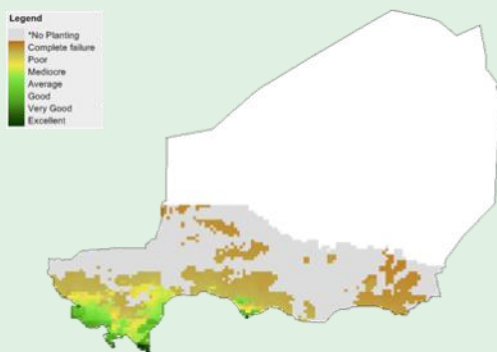 Legend
*No Planting
Complete failure
Poor
Mediocre
Average
Good
Very Good
Excellent